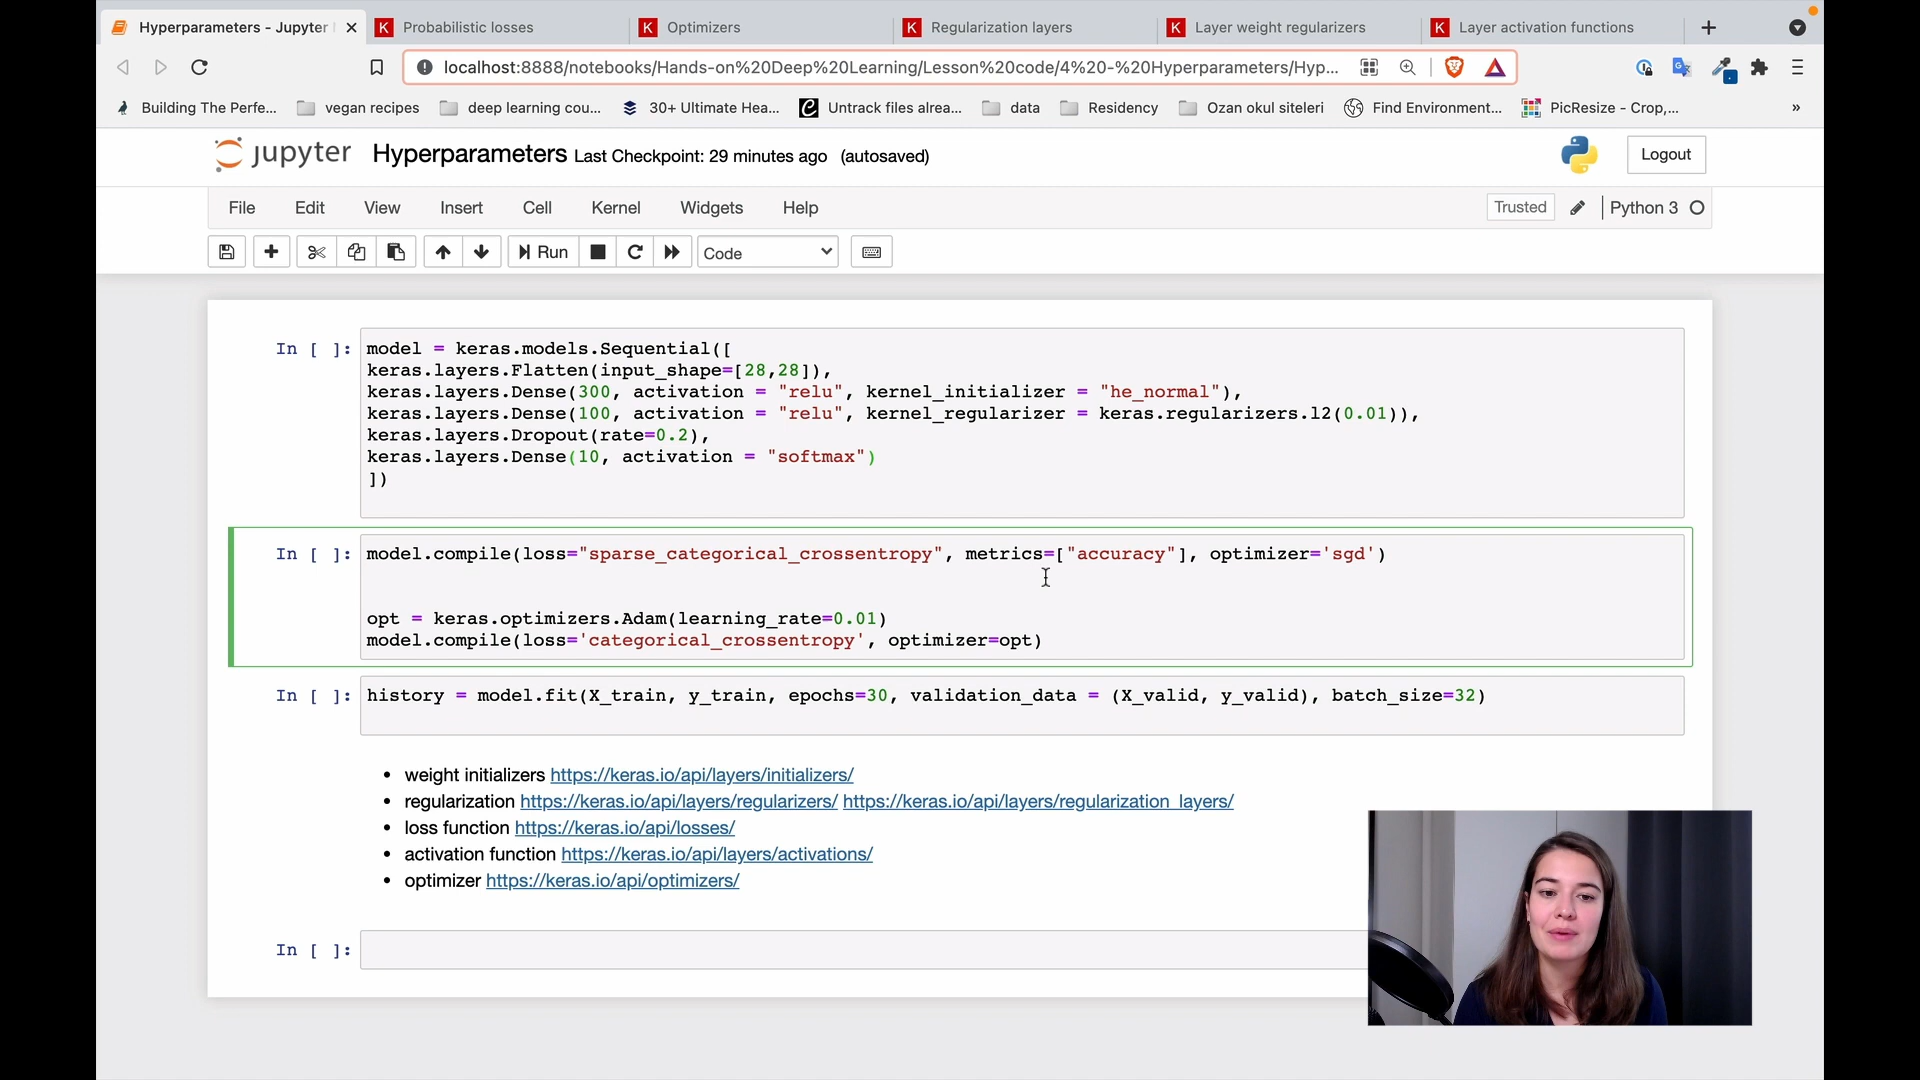 Hyperparameters - Jupyter
Probabilistic losses
Optimizers
Regularization layers
Layer weight regularizers
Layer activation functions
localhost:8888/notebooks/Hands-on%20Deep%20Learning/Lesson%20code/4%20-%20Hyperparameters/Hyp...
Building The Perfe...
vegan recipes
deep learning cou...
30+ Ultimate Hea...
Untrack files alrea...
data
Residency
Ozan okul siteleri
Find Environment...
PicResize - Crop,...
»
jupyter Hyperparameters Last Checkpoint: 29 minutes ago (autosaved)
Logout
File Edit View Insert Cell Kernel Widgets Help
Trusted
Python 3
Run
Code
In [ ]: model = keras.models.Sequential([
keras.layers.Flatten(input_shape=[28,28]),
keras.layers.Dense(300, activation = "relu", kernel_initializer = "he_normal"),
keras.layers.Dense(100, activation = "relu", kernel_regularizer = keras.regularizers.l2(0.01)),
keras.layers.Dropout(rate=0.2),
keras.layers.Dense(10, activation = "softmax")
])
In [ ]: model.compile(loss="sparse_categorical_crossentropy", metrics=["accuracy"], optimizer='sgd')
opt = keras.optimizers.Adam(learning_rate=0.01)
model.compile(loss='categorical_crossentropy', optimizer=opt)
In [ ]: history = model.fit(X_train, y_train, epochs=30, validation_data = (X_valid, y_valid), batch_size=32)
• weight initializers https://keras.io/api/layers/initializers/
• regularization https://keras.io/api/layers/regularizers/ https://keras.io/api/layers/regularization_layers/
• loss function https://keras.io/api/losses/
• activation function https://keras.io/api/layers/activations/
• optimizer https://keras.io/api/optimizers/
In [ ]: